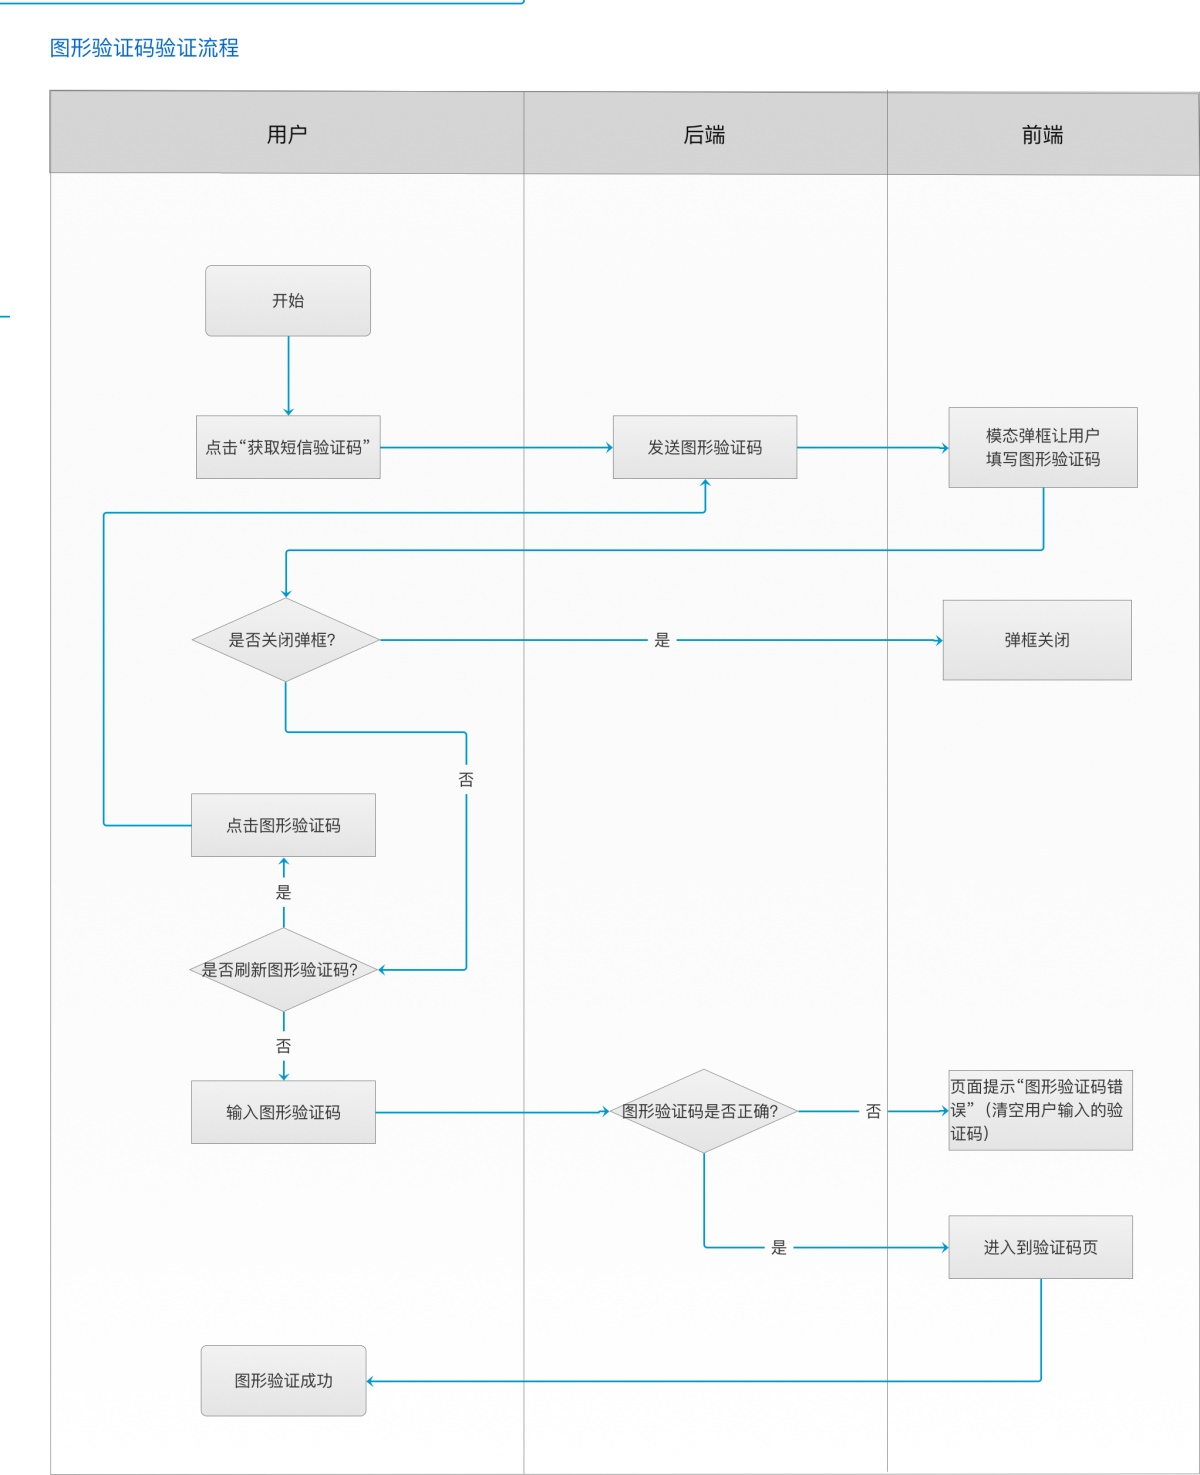 图形验证码验证流程
用户
后端
前端
开始
点击“获取短信验证码”
发送图形验证码
模态弹框让用户
填写图形验证码
是否关闭弹框?
是
弹框关闭
否
点击图形验证码
是
是否刷新图形验证码?
否
输入图形验证码
图形验证码是否正确?
否
页面提示“图形验证码错
误”（清空用户输入的验
证码）
是
进入到验证码页
图形验证成功